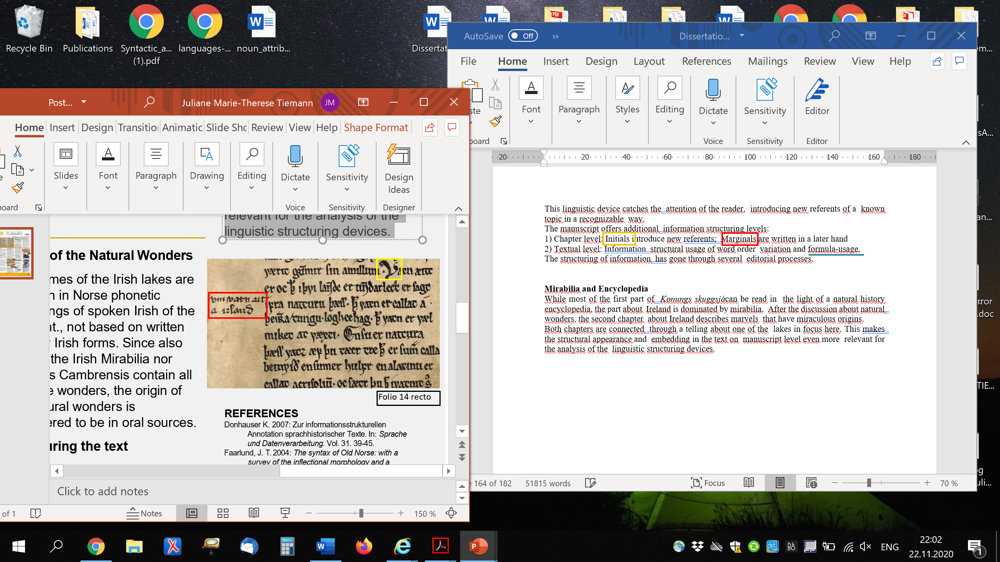 Recycle Bin
Publications
Syntactic_a...
(1).pdf
languages-...
noun_attrib...
Dissertat
AutoSave Off
Dissertatio...
File Home Insert Design Layout References Mailings Review View Help
Font Paragraph Styles Editing Dictate Sensitivity Editor
Voice Sensitivity Editor
20 20 40 60 80 100 120 140 160 180
This linguistic device catches the attention of the reader, introducing new referents of a known
topic in a recognizable way.
The manuscript offers additional information structuring levels:
1) Chapter level: Initials introduce new referents; Marginals are written in a later hand
2) Textual level: Information structural usage of word order variation and formula-usage.
The structuring of information has gone through several editorial processes.
Mirabilia and Encyclopedia
While most of the first part of Konungs skuggsjácan be read in the light of a natural history
encyclopedia, the part about Ireland is dominated by mirabilia. After the discussion about natural
wonders, the second chapter about Ireland describes marvels that have miraculous origins.
Both chapters are connected through a telling about one of the lakes in focus here. This makes
the structural appearance and embedding in the text on manuscript level even more relevant for
the analysis of the linguistic structuring devices.
164 of 182 51815 words Focus 70 %
Post... Juliane Marie-Therese Tiemann JM
Home Insert Design Transitio Animatic Slide Sho Review View Help Shape Format
Slides Font Paragraph Drawing Editing Dictate Sensitivity Design
Ideas
Voice Sensitivity Designer
relevant for the analysis of the
linguistic structuring devices.
of the Natural Wonders
mes of the Irish lakes are
n in Norse phonetic
ngs of spoken Irish of the
nt., not based on written
r Irish forms. Since also
the Irish Mirabilia nor
s Cambrensis contain all
e wonders, the origin of
ural wonders is
ered to be in oral sources.
uring the text
Folio 14 recto
REFERENCES
Donhauser K. 2007: Zur informationsstrukturellen
Annotation sprachhistorischer Texte. In: Sprache
und Datenverarbeitung. Vol. 31. 39-45.
Faarlund, J. T. 2004: The syntax of Old Norse: with a
survey of the inflectional morphology and a
Click to add notes
of 1 Notes 150 %
ENG
22:02
22.11.2020
1